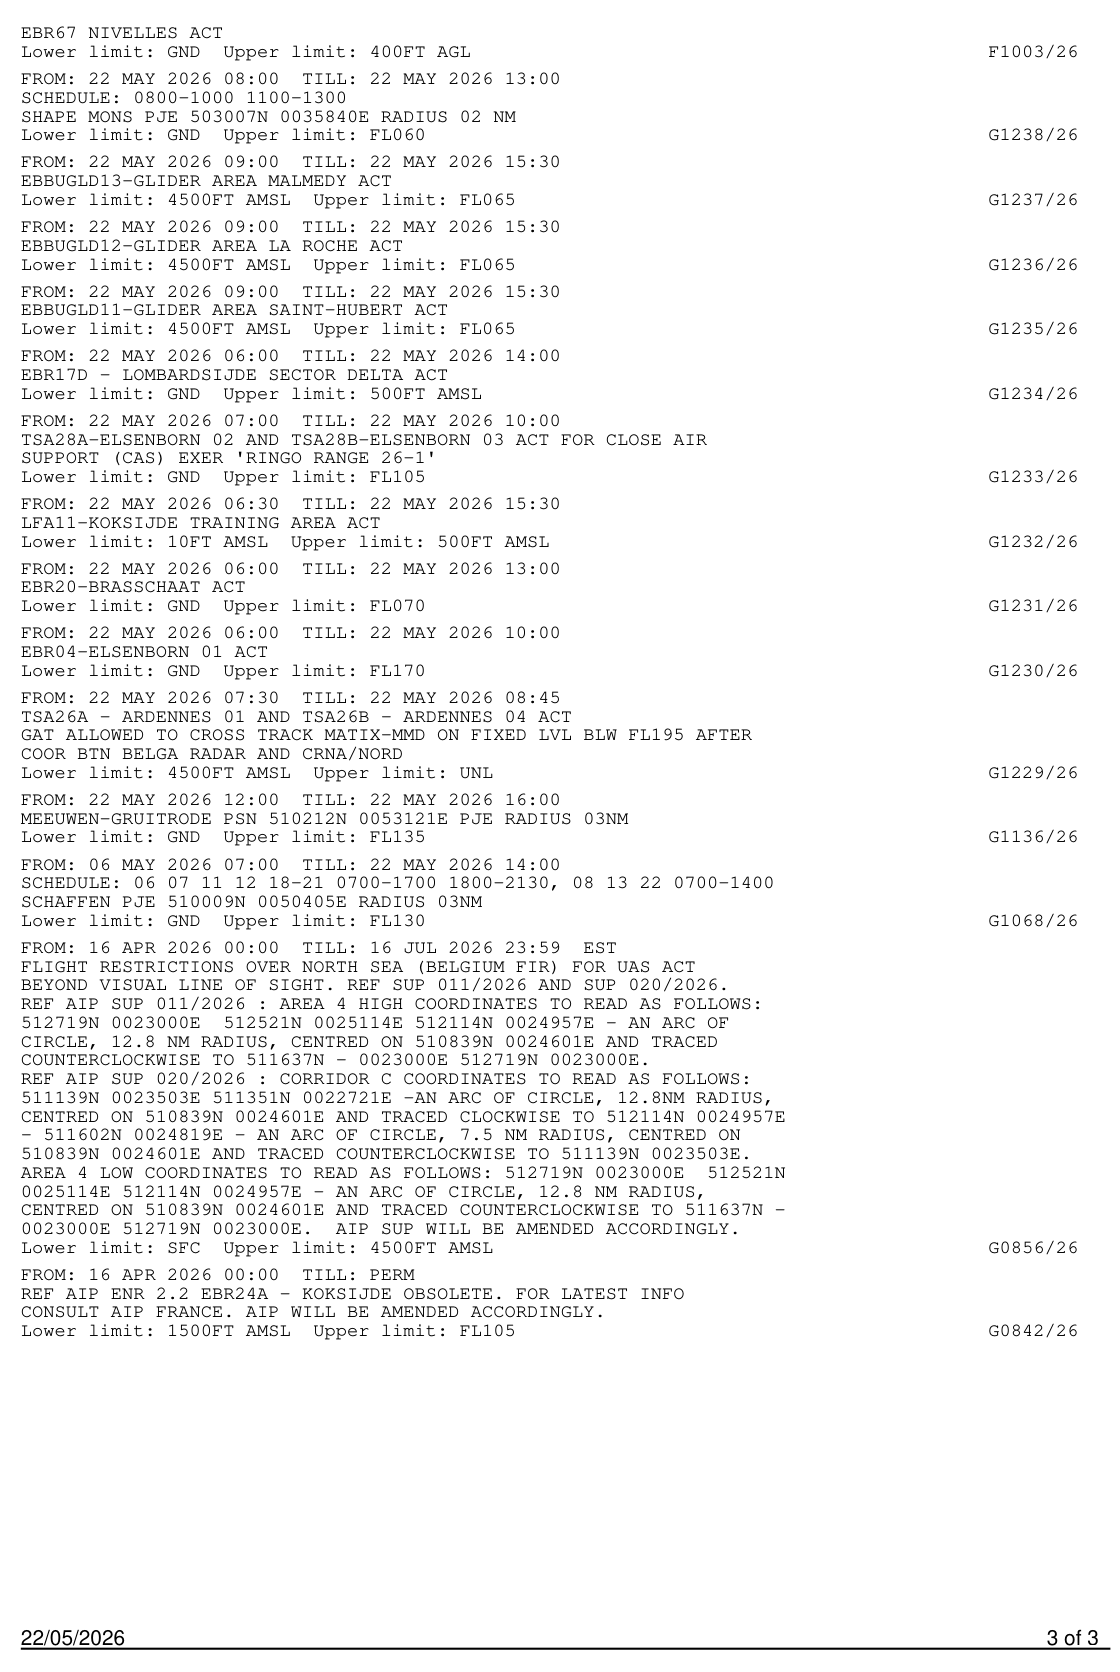 EBR67 NIVELLES ACT
Lower limit: GND  Upper limit: 400FT AGL F1003/26
FROM: 22 MAY 2026 08:00  TILL: 22 MAY 2026 13:00
SCHEDULE: 0800-1000 1100-1300
SHAPE MONS PJE 503007N 0035840E RADIUS 02 NM
Lower limit: GND  Upper limit: FL060 G1238/26
FROM: 22 MAY 2026 09:00  TILL: 22 MAY 2026 15:30
EBBUGLD13-GLIDER AREA MALMEDY ACT
Lower limit: 4500FT AMSL  Upper limit: FL065 G1237/26
FROM: 22 MAY 2026 09:00  TILL: 22 MAY 2026 15:30
EBBUGLD12-GLIDER AREA LA ROCHE ACT
Lower limit: 4500FT AMSL  Upper limit: FL065 G1236/26
FROM: 22 MAY 2026 09:00  TILL: 22 MAY 2026 15:30
EBBUGLD11-GLIDER AREA SAINT-HUBERT ACT
Lower limit: 4500FT AMSL  Upper limit: FL065 G1235/26
FROM: 22 MAY 2026 06:00  TILL: 22 MAY 2026 14:00
EBR17D - LOMBARDSIJDE SECTOR DELTA ACT
Lower limit: GND  Upper limit: 500FT AMSL G1234/26
FROM: 22 MAY 2026 07:00  TILL: 22 MAY 2026 10:00
TSA28A-ELSENBORN 02 AND TSA28B-ELSENBORN 03 ACT FOR CLOSE AIR
SUPPORT (CAS) EXER 'RINGO RANGE 26-1'
Lower limit: GND  Upper limit: FL105 G1233/26
FROM: 22 MAY 2026 06:30  TILL: 22 MAY 2026 15:30
LFA11-KOKSIJDE TRAINING AREA ACT
Lower limit: 10FT AMSL  Upper limit: 500FT AMSL G1232/26
FROM: 22 MAY 2026 06:00  TILL: 22 MAY 2026 13:00
EBR20-BRASSCHAAT ACT
Lower limit: GND  Upper limit: FL070 G1231/26
FROM: 22 MAY 2026 06:00  TILL: 22 MAY 2026 10:00
EBR04-ELSENBORN 01 ACT
Lower limit: GND  Upper limit: FL170 G1230/26
FROM: 22 MAY 2026 07:30  TILL: 22 MAY 2026 08:45
TSA26A - ARDENNES 01 AND TSA26B - ARDENNES 04 ACT
GAT ALLOWED TO CROSS TRACK MATIX-MMD ON FIXED LVL BLW FL195 AFTER
COOR BTN BELGA RADAR AND CRNA/NORD
Lower limit: 4500FT AMSL  Upper limit: UNL G1229/26
FROM: 22 MAY 2026 12:00  TILL: 22 MAY 2026 16:00
MEEUWEN-GRUITRODE PSN 510212N 0053121E PJE RADIUS 03NM
Lower limit: GND  Upper limit: FL135 G1136/26
FROM: 06 MAY 2026 07:00  TILL: 22 MAY 2026 14:00
SCHEDULE: 06 07 11 12 18-21 0700-1700 1800-2130, 08 13 22 0700-1400
SCHAFFEN PJE 510009N 0050405E RADIUS 03NM
Lower limit: GND  Upper limit: FL130 G1068/26
FROM: 16 APR 2026 00:00  TILL: 16 JUL 2026 23:59  EST
FLIGHT RESTRICTIONS OVER NORTH SEA (BELGIUM FIR) FOR UAS ACT
BEYOND VISUAL LINE OF SIGHT. REF SUP 011/2026 AND SUP 020/2026.
REF AIP SUP 011/2026 : AREA 4 HIGH COORDINATES TO READ AS FOLLOWS:
512719N 0023000E  512521N 0025114E 512114N 0024957E - AN ARC OF
CIRCLE, 12.8 NM RADIUS, CENTRED ON 510839N 0024601E AND TRACED
COUNTERCLOCKWISE TO 511637N - 0023000E 512719N 0023000E.
REF AIP SUP 020/2026 : CORRIDOR C COORDINATES TO READ AS FOLLOWS:
511139N 0023503E 511351N 0022721E -AN ARC OF CIRCLE, 12.8NM RADIUS,
CENTRED ON 510839N 0024601E AND TRACED CLOCKWISE TO 512114N 0024957E
- 511602N 0024819E - AN ARC OF CIRCLE, 7.5 NM RADIUS, CENTRED ON
510839N 0024601E AND TRACED COUNTERCLOCKWISE TO 511139N 0023503E.
AREA 4 LOW COORDINATES TO READ AS FOLLOWS: 512719N 0023000E  512521N
0025114E 512114N 0024957E - AN ARC OF CIRCLE, 12.8 NM RADIUS,
CENTRED ON 510839N 0024601E AND TRACED COUNTERCLOCKWISE TO 511637N -
0023000E 512719N 0023000E.  AIP SUP WILL BE AMENDED ACCORDINGLY.
Lower limit: SFC  Upper limit: 4500FT AMSL G0856/26
FROM: 16 APR 2026 00:00  TILL: PERM
REF AIP ENR 2.2 EBR24A - KOKSIJDE OBSOLETE. FOR LATEST INFO
CONSULT AIP FRANCE. AIP WILL BE AMENDED ACCORDINGLY.
Lower limit: 1500FT AMSL  Upper limit: FL105 G0842/26
22/05/2026 3 of 3